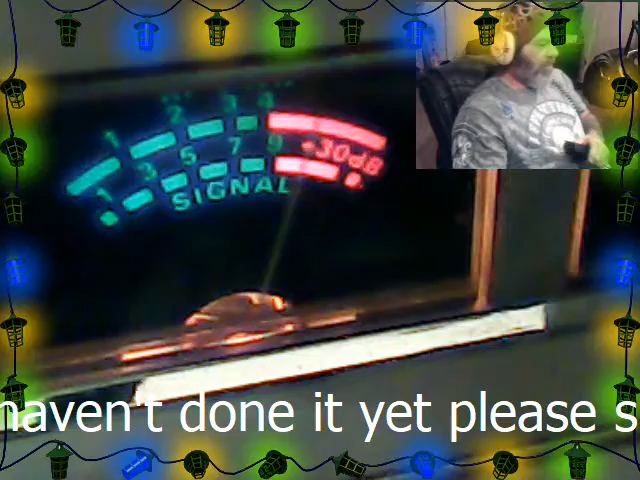 1 2 3 4
+30dB
1 3 5 7 9
SIGNAL
haven't done it yet please s